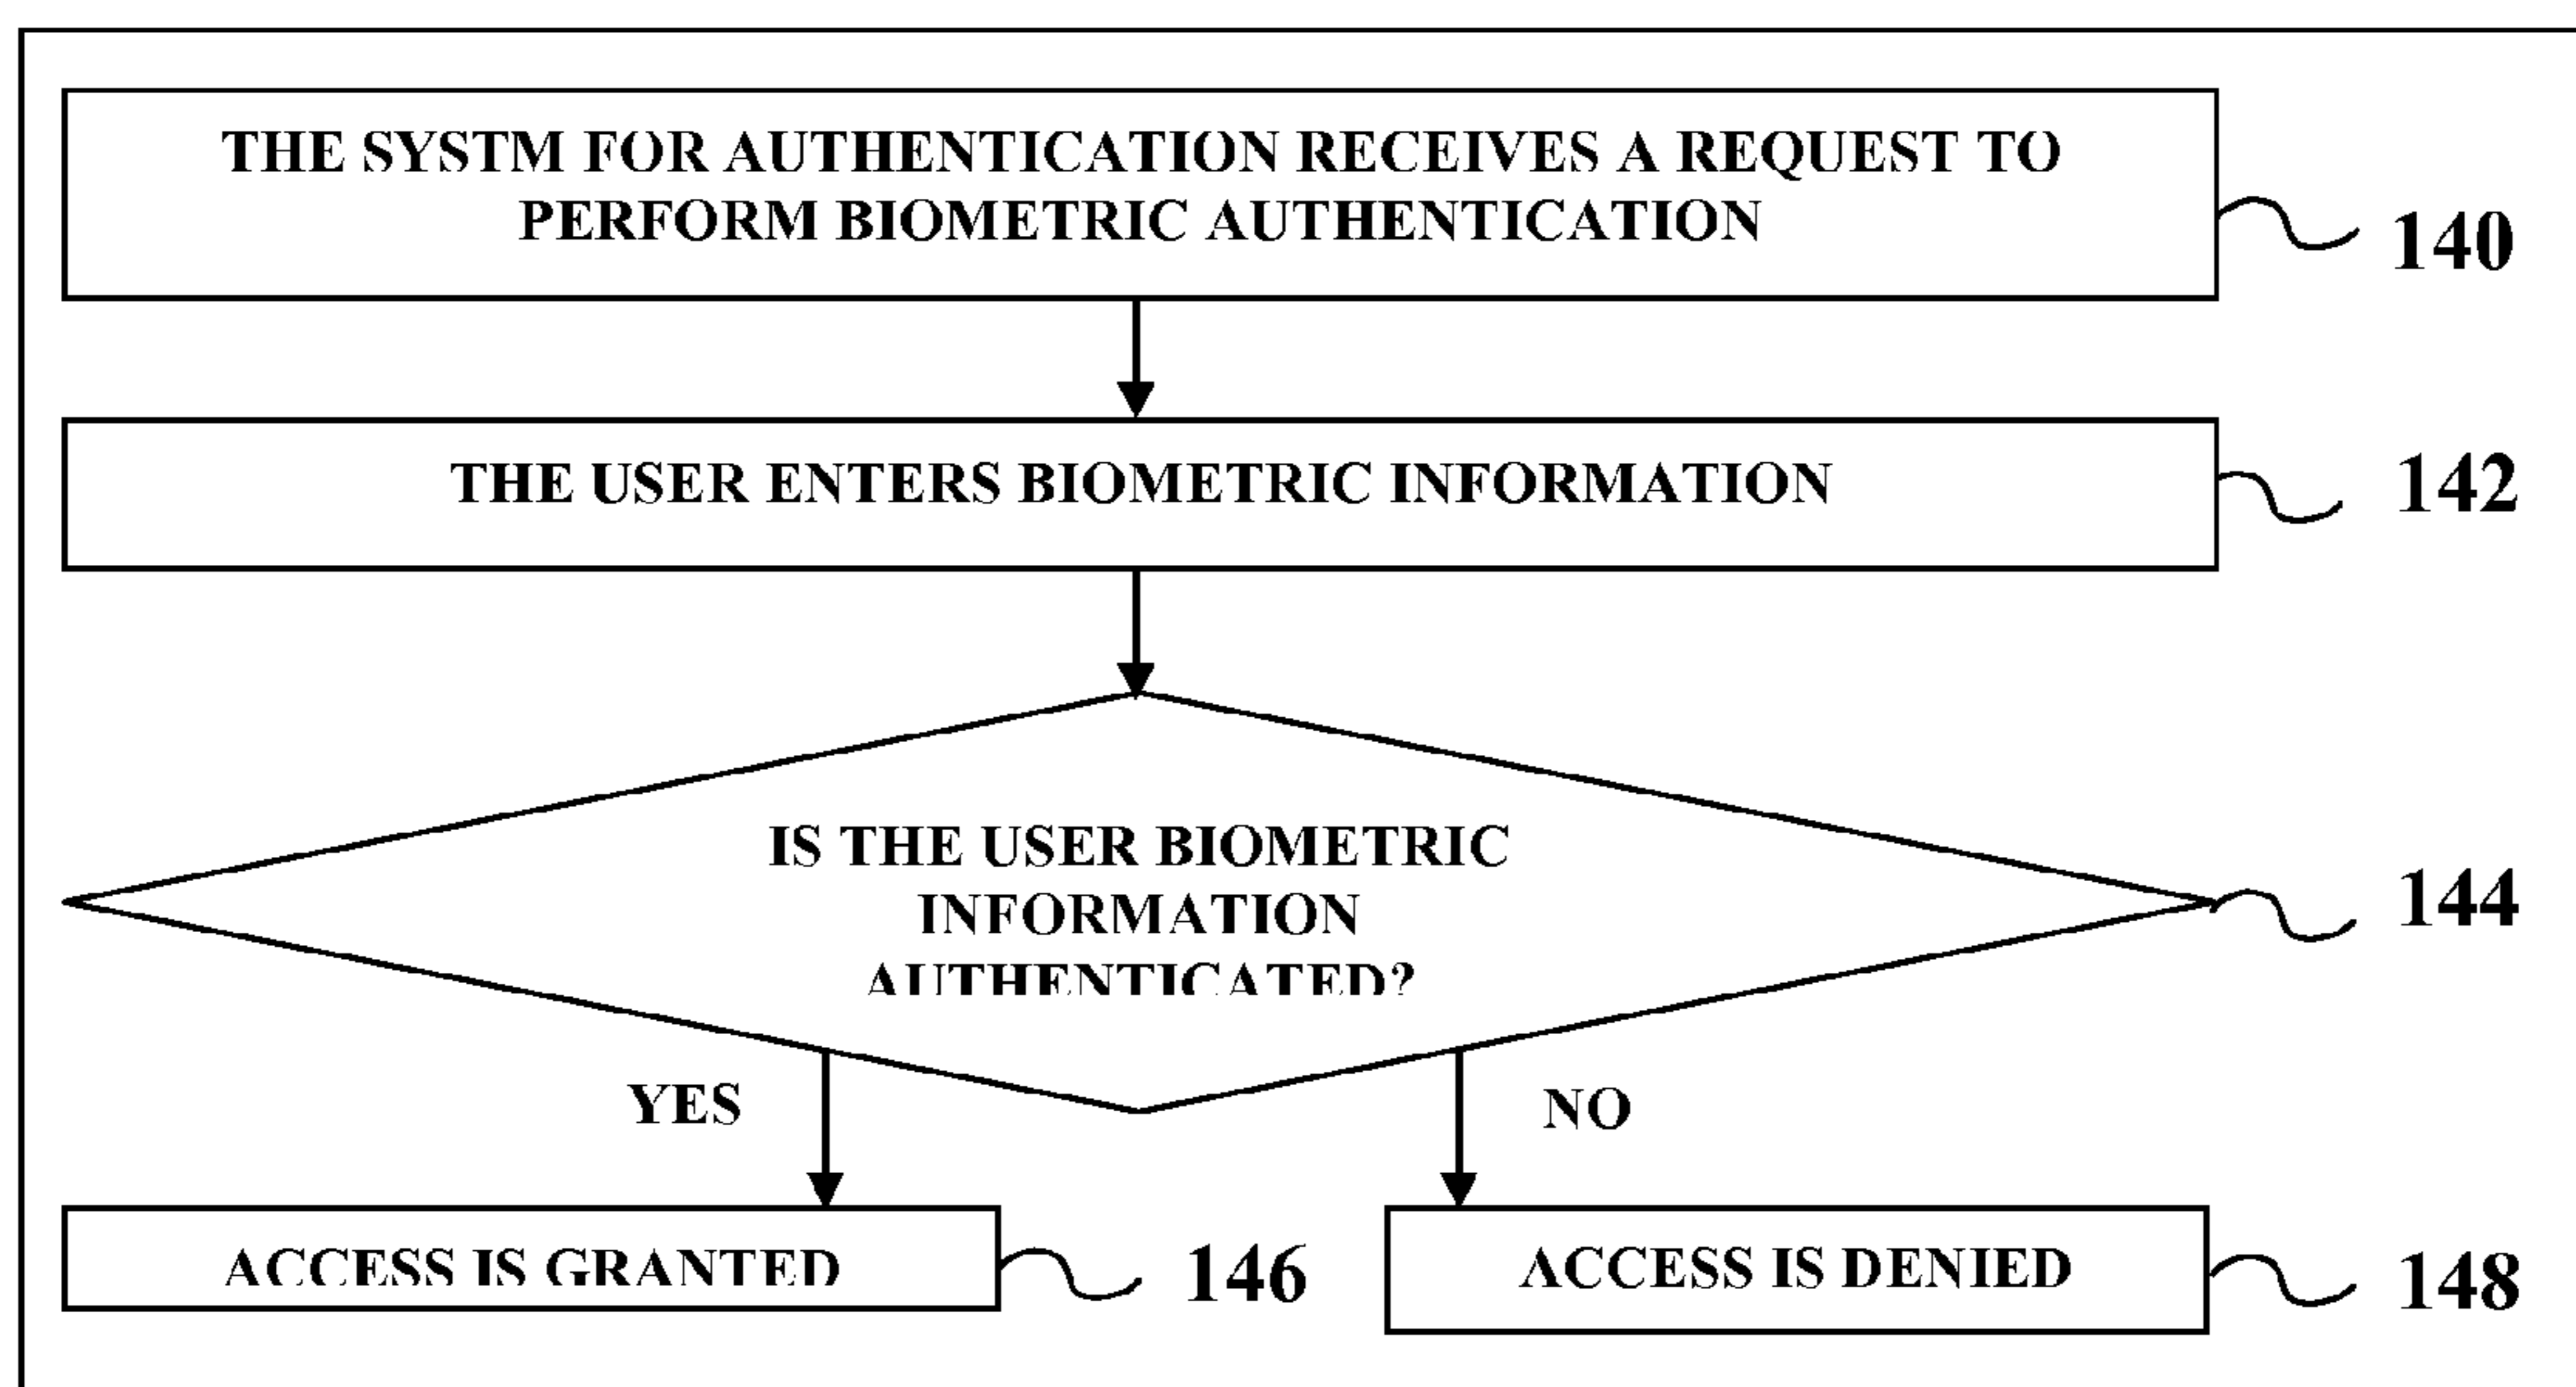 THE SYSTM FOR AUTHENTICATION RECEIVES A REQUEST TO
PERFORM BIOMETRIC AUTHENTICATION
140
THE USER ENTERS BIOMETRIC INFORMATION
142
IS THE USER BIOMETRIC
INFORMATION
AUTHENTICATED?
144
YES
NO
ACCESS IS GRANTED
146
ACCESS IS DENIED
148